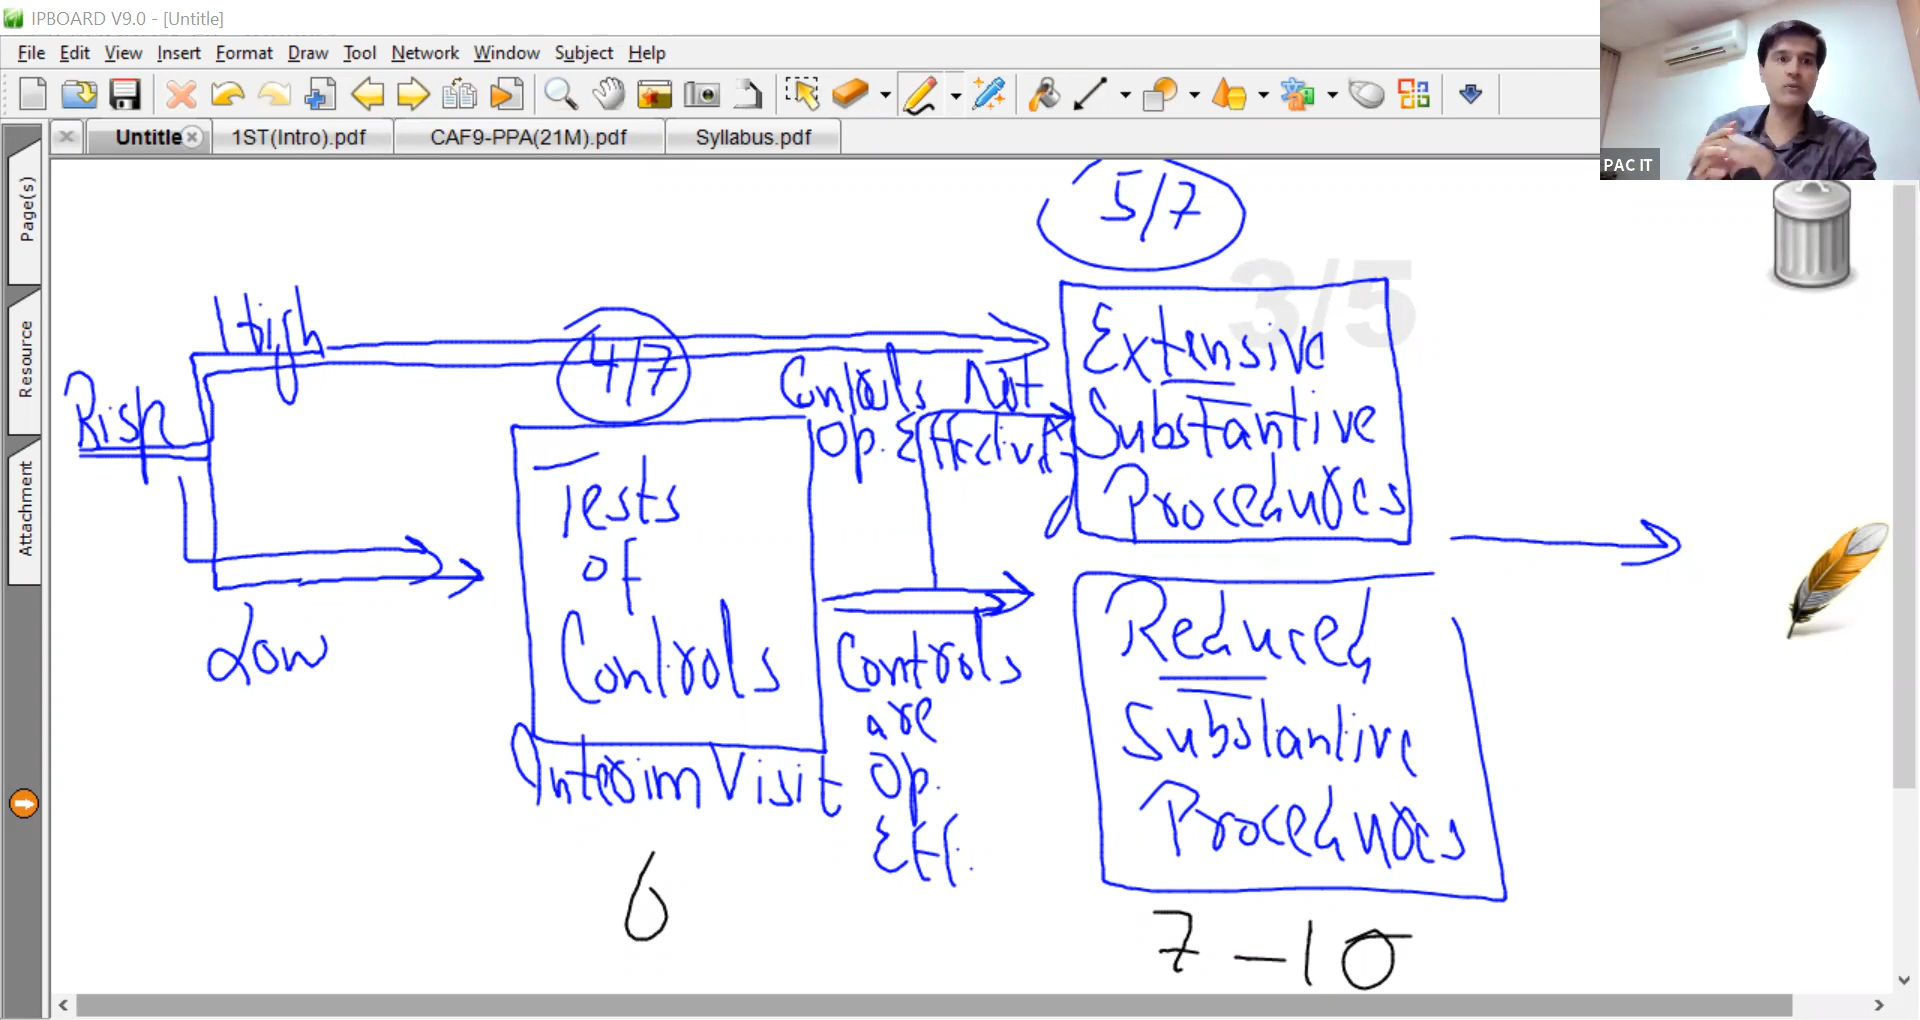 IPBOARD V9.0 - [Untitle]
File Edit View Insert Format Draw Tool Network Window Subject Help
Untitle 1ST(Intro).pdf CAF9-PPA(21M).pdf Syllabus.pdf
PAC IT
Page(s)
Resource
Attachment
5/7
3/5
High
4/7
Risk
Controls Not
Op. Effective
Extensive
Substantive
Procedures
Tests
of
Controls
Low
Interim Visit
Controls
are
Op.
Eff.
Reduced
Substantive
Procedures
6
7-10